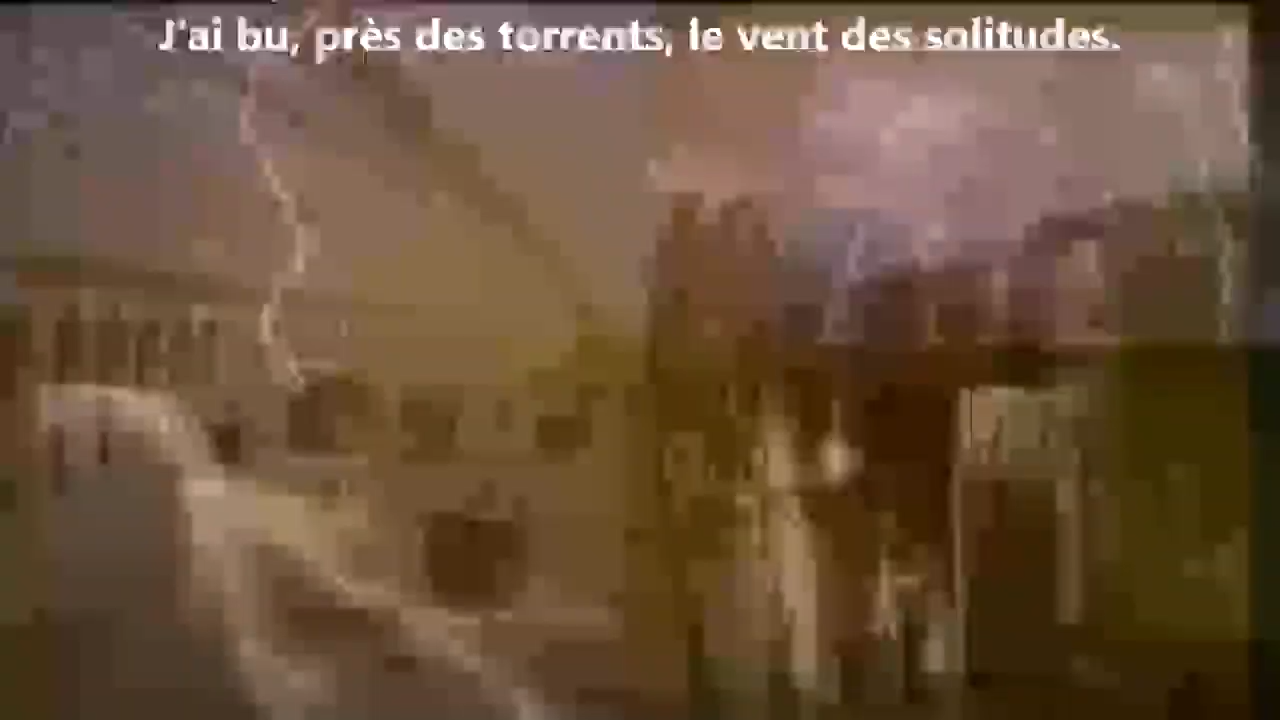 J'ai bu, près des torrents, le vent des solitudes.